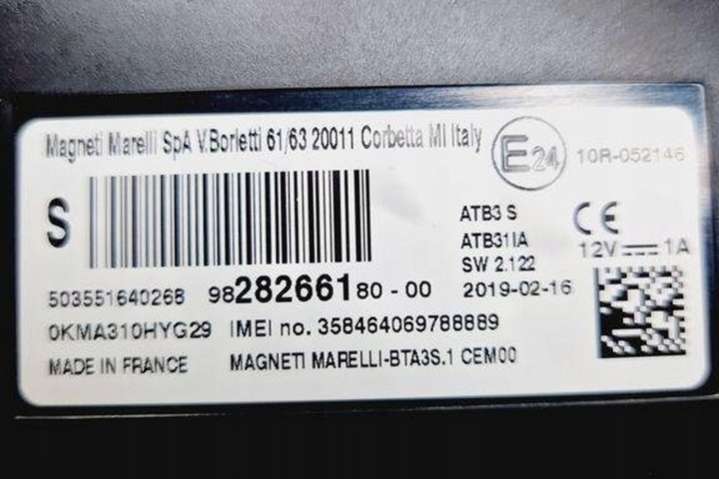 Magneti Marelli SpA V.Borletti 61/63 20011 Corbetta MI Italy
E24
10R-052146
S
ATB3 S
CE
ATB31IA
12V 1A
SW 2.122
503551640268 9828266180-00
2019-02-16
0KMA310HYG29 IMEI no. 358464069788889
MADE IN FRANCE MAGNETI MARELLI-BTA3S.1 CEM00